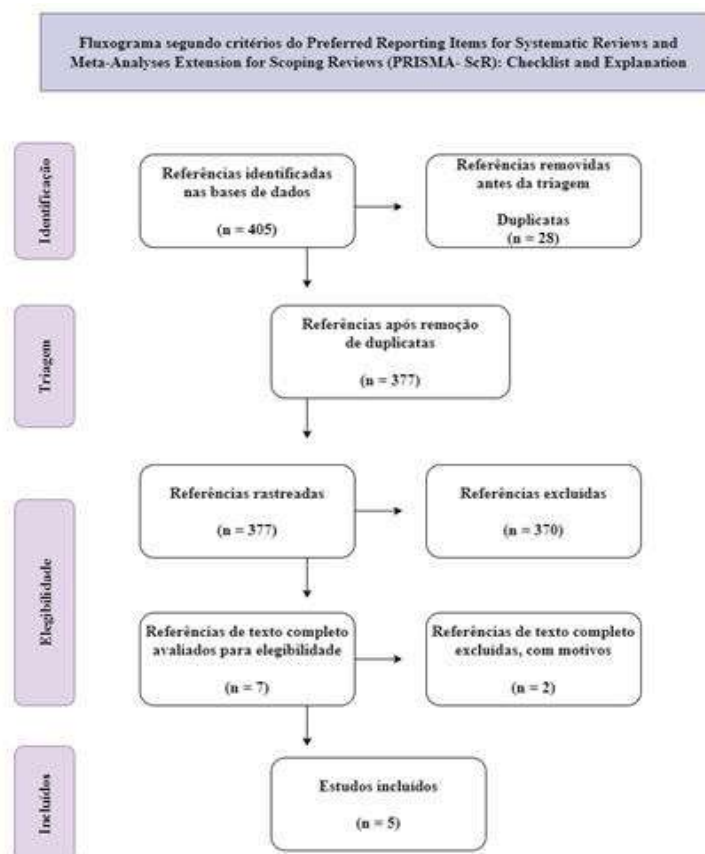 Fluxograma segundo critérios do Preferred Reporting Items for Systematic Reviews and
Meta-Analyses Extension for Scoping Reviews (PRISMA- ScR): Checklist and Explanation
Identificação
Referências identificadas
nas bases de dados
(n = 405)
Referências removidas
antes da triagem
Duplicatas
(n = 28)
Triagem
Referências após remoção
de duplicatas
(n = 377)
Elegibilidade
Referências rastreadas
(n = 377)
Referências excluídas
(n = 370)
Referências de texto completo
avaliados para elegibilidade
(n = 7)
Referências de texto completo
excluídas, com motivos
(n = 2)
Incluídos
Estudos incluídos
(n = 5)